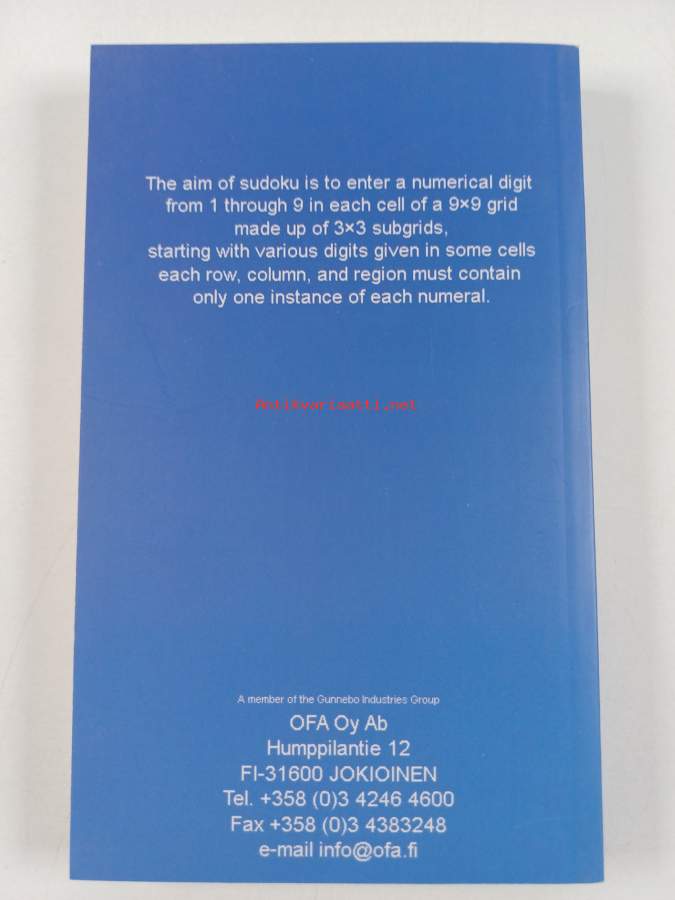 The aim of sudoku is to enter a numerical digit
from 1 through 9 in each cell of a 9×9 grid
made up of 3×3 subgrids,
starting with various digits given in some cells
each row, column, and region must contain
only one instance of each numeral.
Antikvariaatti.net
A member of the Gunnebo Industries Group
OFA Oy Ab
Humppilantie 12
FI-31600 JOKIOINEN
Tel. +358 (0)3 4246 4600
Fax +358 (0)3 4383248
e-mail info@ofa.fi